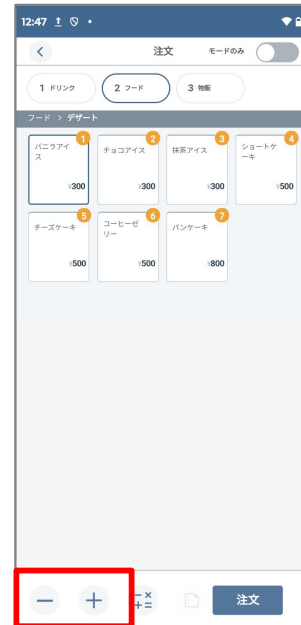 12:47
注文 モードのみ
1 ドリンク 2 フード 3 物販
フード > デザート
1 2 3 4
バニラアイ チョコアイス 抹茶アイス ショートケ
ス ーキ
¥300 ¥300 ¥300 ¥500
5 6 7
チーズケーキ コーヒーゼ パンケーキ
リー
¥500 ¥500 ¥800
注文